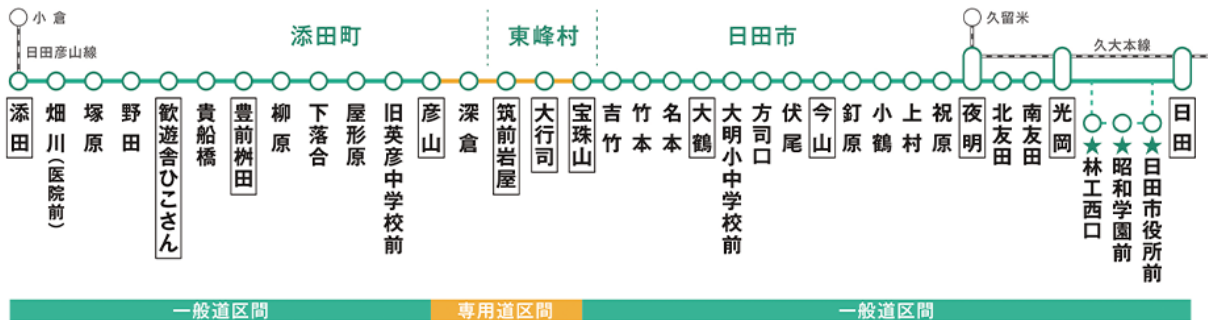 小倉
日田彦山線
添田町
東峰村
日田市
久留米
久大本線
添田
畑川(医院前)
塚原
野田
歓遊舎ひこさん
貴船橋
豊前桝田
柳原
下落合
屋形原
旧英彦中学校前
彦山
深倉
筑前岩屋
大行司
宝珠山
吉竹
竹本
名本
大鶴
大明小中学校前
方司口
伏尾
今山
釘原
小鶴
上村
祝原
夜明
北友田
南友田
光岡
★林工西口
★昭和学園前
★日田市役所前
日田
一般道区間
専用道区間
一般道区間